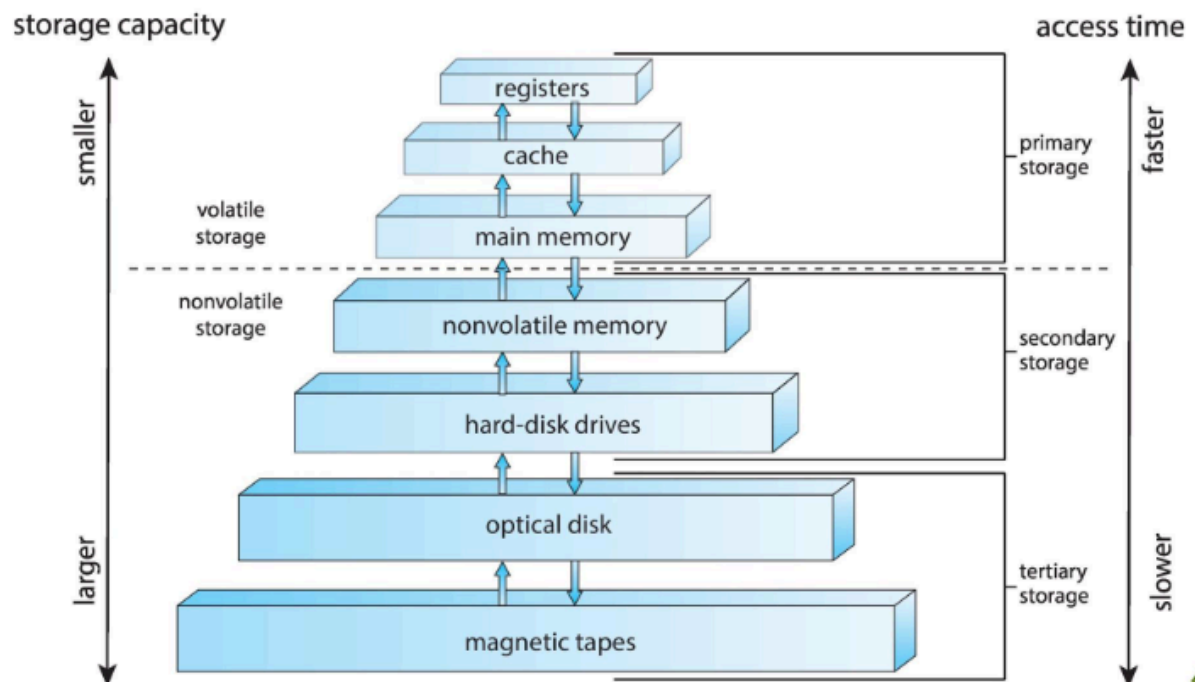 storage capacity
access time
smaller
faster
registers
cache
primary
storage
volatile
storage
main memory
nonvolatile
storage
nonvolatile memory
secondary
storage
hard-disk drives
optical disk
larger
slower
tertiary
storage
magnetic tapes